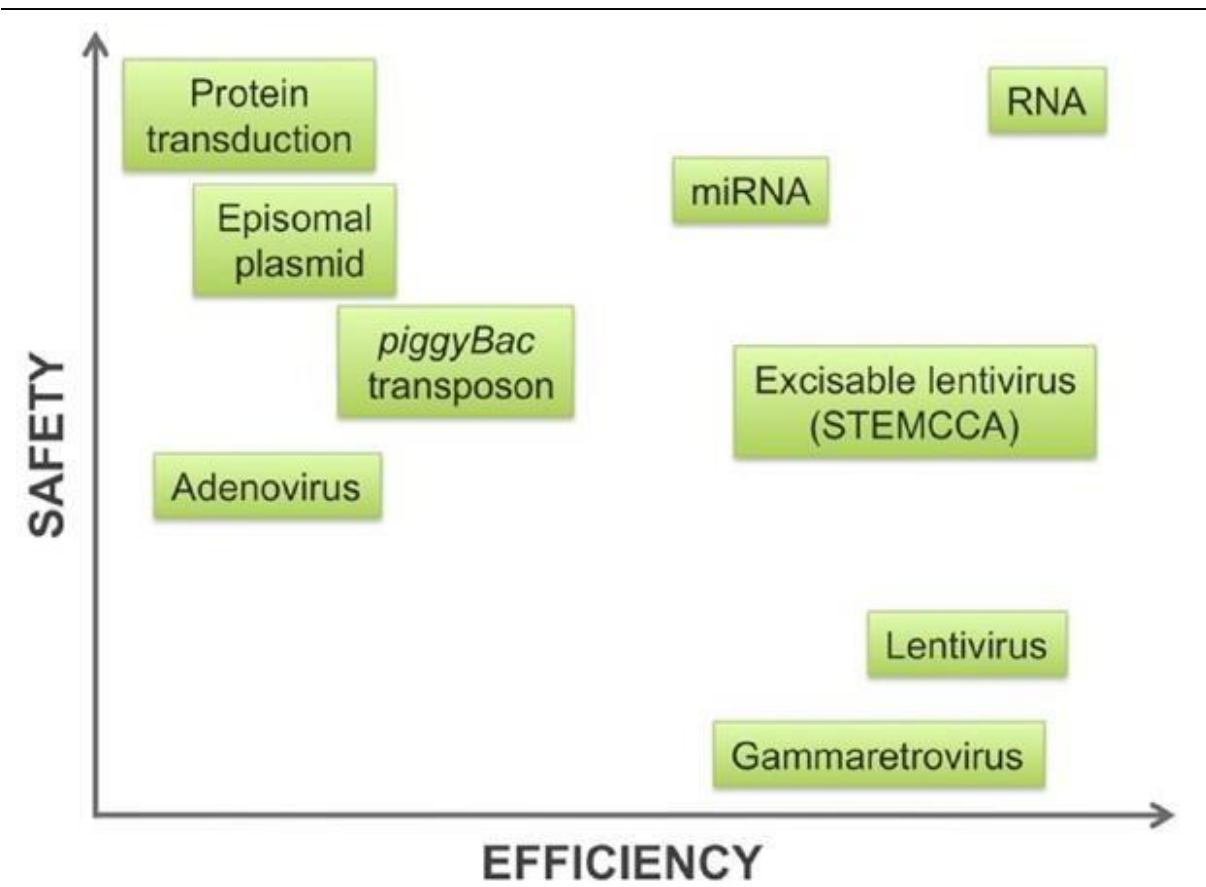 Protein
transduction
RNA
miRNA
Episomal
plasmid
piggyBac
transposon
Excisable lentivirus
(STEMCCA)
Adenovirus
Lentivirus
Gammaretrovirus
SAFETY
EFFICIENCY